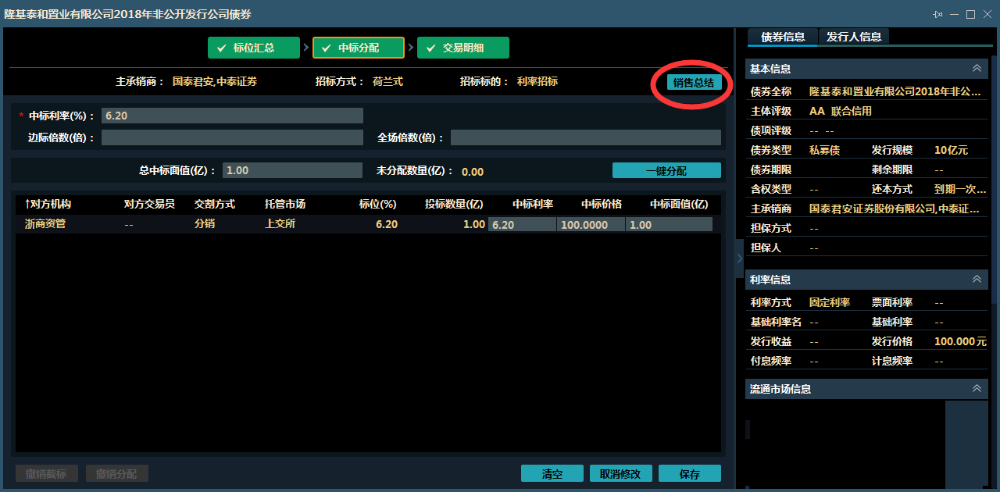 隆基泰和置业有限公司2018年非公开发行公司债券
标位汇总
中标分配
交易明细
主承销商： 国泰君安,中泰证券 招标方式： 荷兰式 招标标的： 利率招标 销售总结
* 中标利率(%)： 6.20
边际倍数(倍)： 全场倍数(倍)：
总中标面值(亿)： 1.00 未分配数量(亿)： 0.00 一键分配
↑对方机构 对方交易员 交割方式 托管市场 标位(%) 投标数量(亿) 中标利率 中标价格 中标面值(亿)
浙商资管 -- 分销 上交所 6.20 1.00 6.20 100.0000 1.00
撤销截标 撤销分配 清空 取消修改 保存
债券信息 发行人信息
基本信息
债券全称 隆基泰和置业有限公司2018年非公...
主体评级 AA 联合信用
债项评级 -- --
债券类型 私募债 发行规模 10亿元
债券期限 剩余期限 --
含权类型 -- 还本方式 到期一次...
主承销商 国泰君安证券股份有限公司,中泰证...
担保方式 --
担保人 --
利率信息
利率方式 固定利率 票面利率 --
基础利率名 -- 基础利率 --
发行收益 -- 发行价格 100.000元
付息频率 -- 计息频率 --
流通市场信息